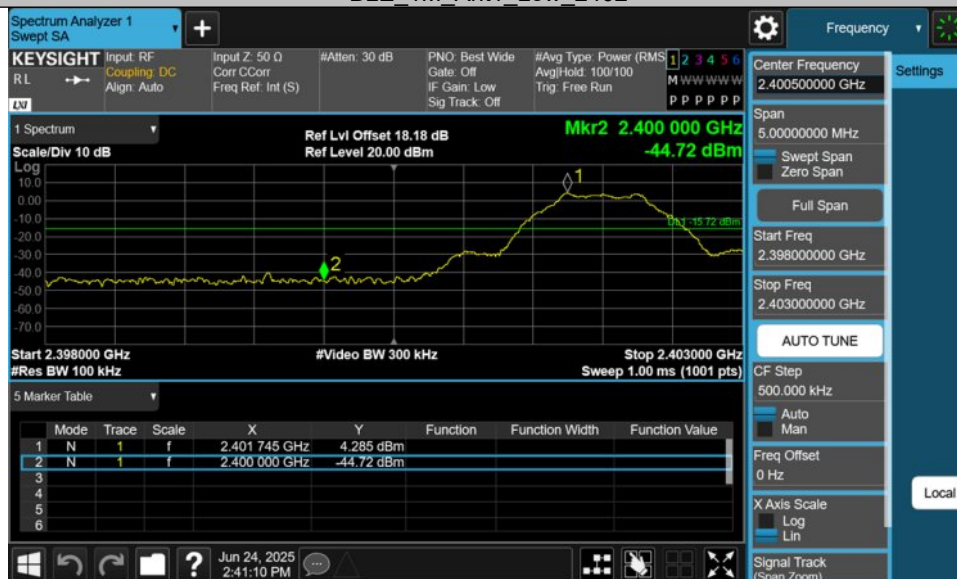 Spectrum Analyzer 1
Swept SA
+
Frequency
KEYSIGHT
RL
LXI
Input: RF
Coupling: DC
Align: Auto
Input Z: 50 Ω
Corr CCorr
Freq Ref: Int (S)
#Atten: 30 dB
PNO: Best Wide
Gate: Off
IF Gain: Low
Sig Track: Off
#Avg Type: Power (RMS
Avg|Hold: 100/100
Trig: Free Run
1 2 3 4 5 6
M W W W W W
P P P P P P
1 Spectrum
Scale/Div 10 dB
Ref Lvl Offset 18.18 dB
Ref Level 20.00 dBm
Mkr2 2.400 000 GHz
-44.72 dBm
Log
10.0
0.00
-10.0
-20.0
-30.0
-40.0
-50.0
-60.0
-70.0
1
2
DL1 -15.72 dBm
Start 2.398000 GHz
#Video BW 300 kHz
Stop 2.403000 GHz
#Res BW 100 kHz
Sweep 1.00 ms (1001 pts)
5 Marker Table
Mode Trace Scale X Y Function Function Width Function Value
1 N 1 f 2.401 745 GHz 4.285 dBm
2 N 1 f 2.400 000 GHz -44.72 dBm
3
4
5
6
?
Jun 24, 2025
2:41:10 PM
Center Frequency
2.400500000 GHz
Span
5.00000000 MHz
Swept Span
Zero Span
Full Span
Start Freq
2.398000000 GHz
Stop Freq
2.403000000 GHz
AUTO TUNE
CF Step
500.000 kHz
Auto
Man
Freq Offset
0 Hz
X Axis Scale
Log
Lin
Signal Track
(Span Zoom)
Settings
Local